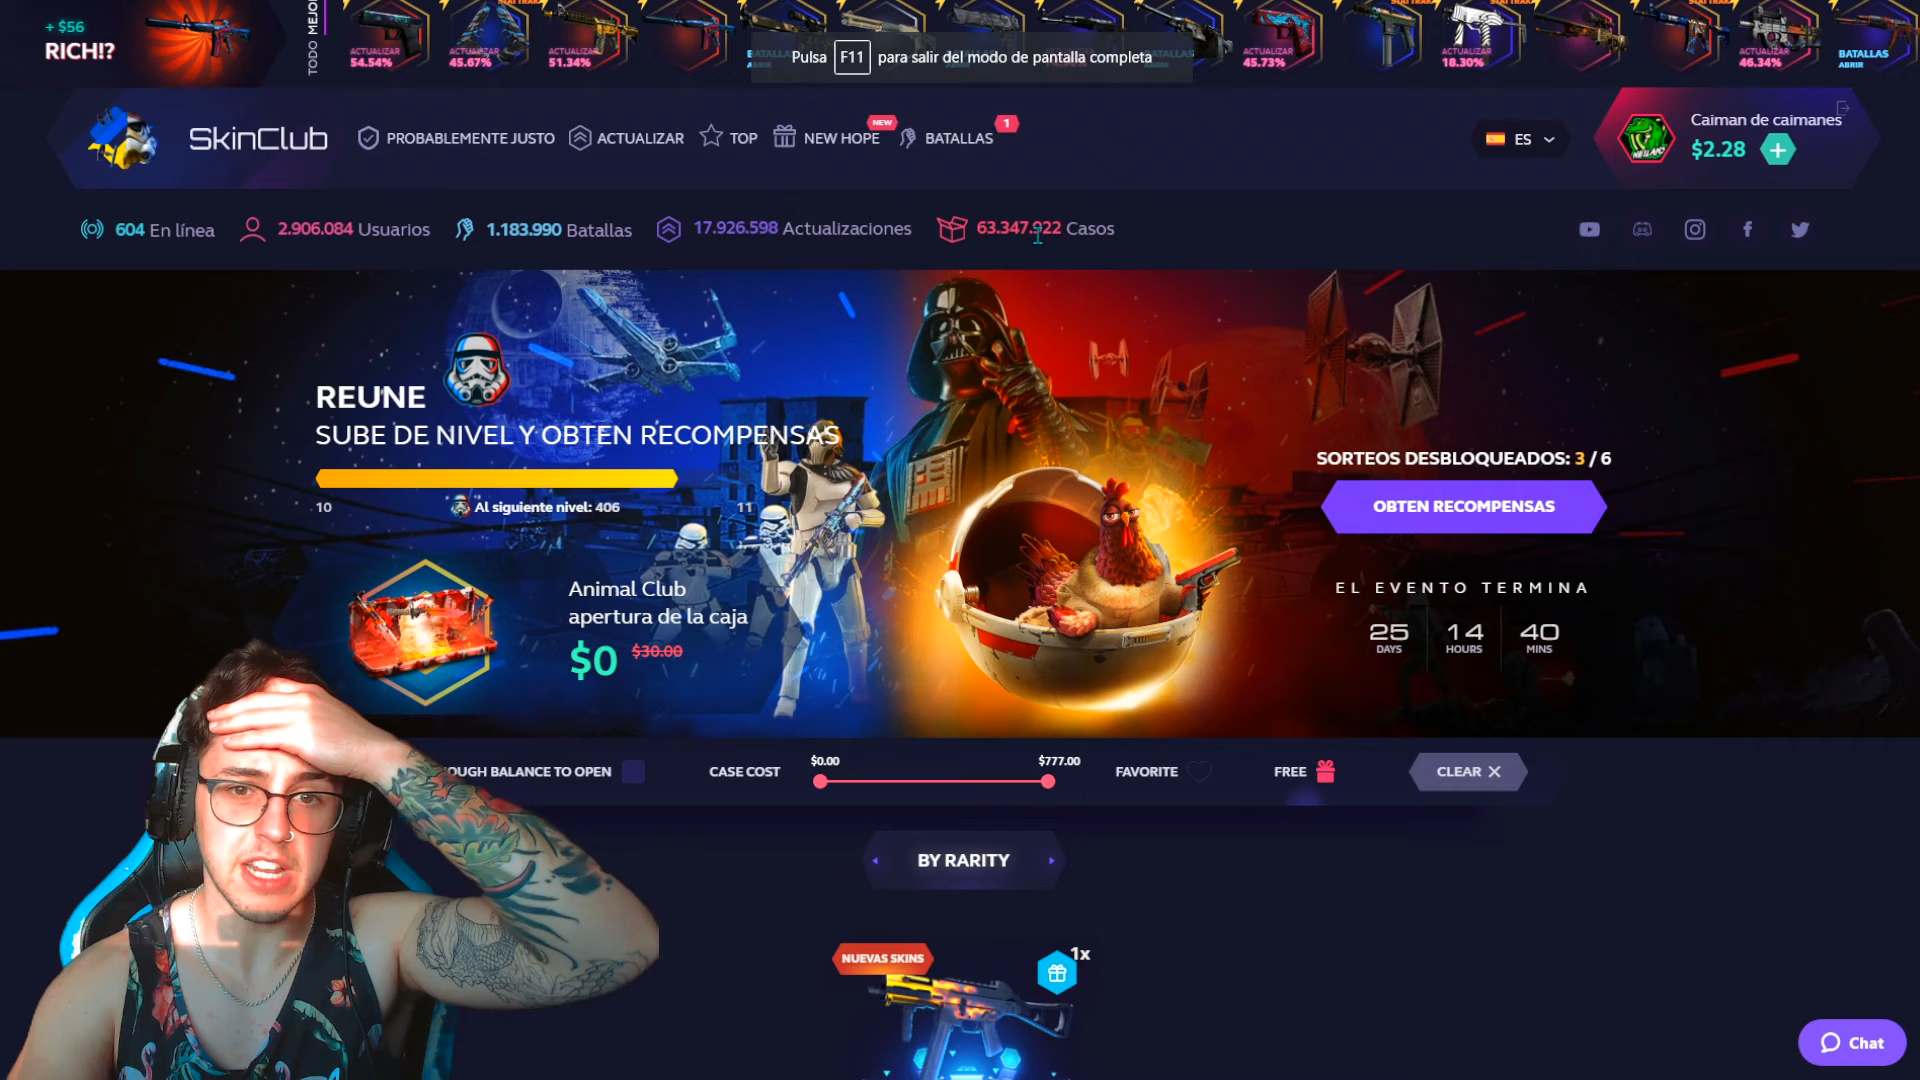 + $56
RICH!?
TODO MEJO
ACTUALIZAR
54.54%
ACTUALIZAR
45.67%
ACTUALIZAR
51.34%
ACTUALIZAR
45.73%
ACTUALIZAR
18.30%
ACTUALIZAR
46.34%
BATALLAS
ABRIR
Pulsa F11 para salir del modo de pantalla completa
SkinClub
PROBABLEMENTE JUSTO
ACTUALIZAR
TOP
NEW HOPE
NEW
BATALLAS
1
ES
Caiman de caimanes
$2.28
604 En línea
2.906.084 Usuarios
1.183.990 Batallas
17.926.598 Actualizaciones
63.347.922 Casos
REUNE
SUBE DE NIVEL Y OBTEN RECOMPENSAS
10
Al siguiente nivel: 406
11
Animal Club
apertura de la caja
$0 $30.00
SORTEOS DESBLOQUEADOS: 3 / 6
OBTEN RECOMPENSAS
EL EVENTO TERMINA
25 14 40
DAYS HOURS MINS
OUGH BALANCE TO OPEN
CASE COST
$0.00
$777.00
FAVORITE
FREE
CLEAR
BY RARITY
NUEVAS SKINS
1x
Chat